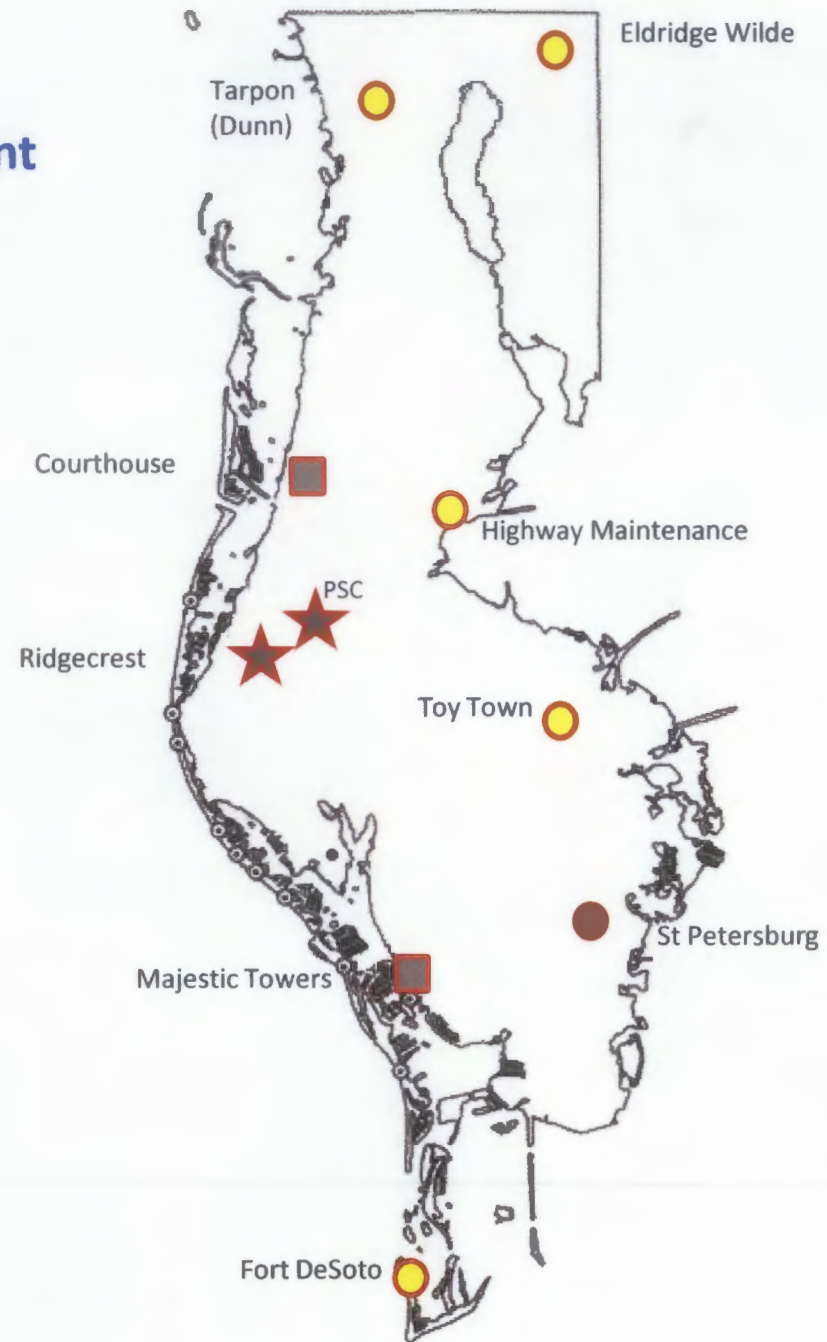 Eldridge Wilde
Tarpon
(Dunn)
nt
Courthouse
Highway Maintenance
PSC
Ridgecrest
Toy Town
St Petersburg
Majestic Towers
Fort DeSoto